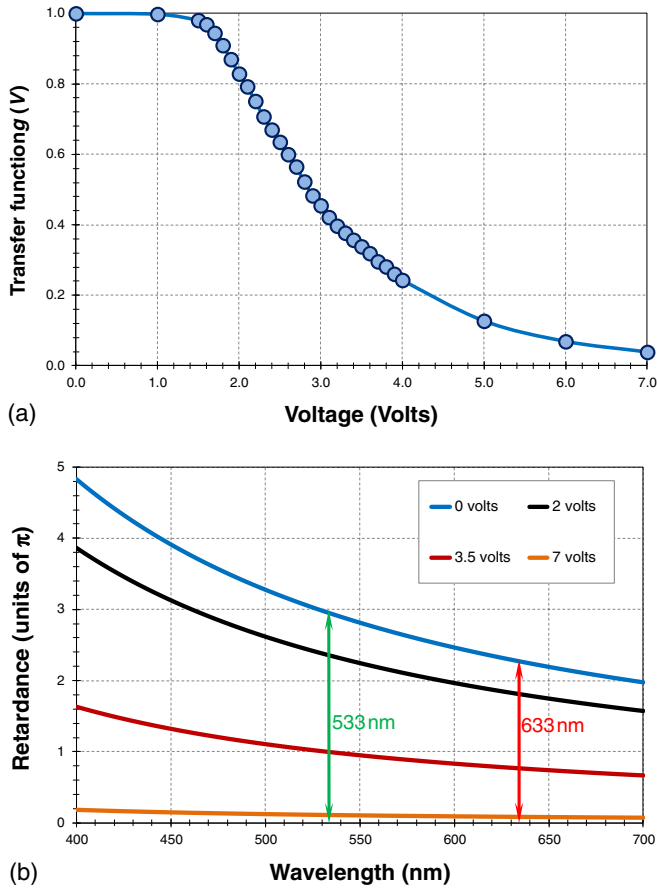 Transfer functiong (V)
1.0
0.8
0.6
0.4
0.2
0.0
0.0 1.0 2.0 3.0 4.0 5.0 6.0 7.0
(a)
Voltage (Volts)
Retardance (units of π)
5
4
3
2
1
0
0 volts 2 volts
3.5 volts 7 volts
533 nm 633 nm
400 450 500 550 600 650 700
(b)
Wavelength (nm)